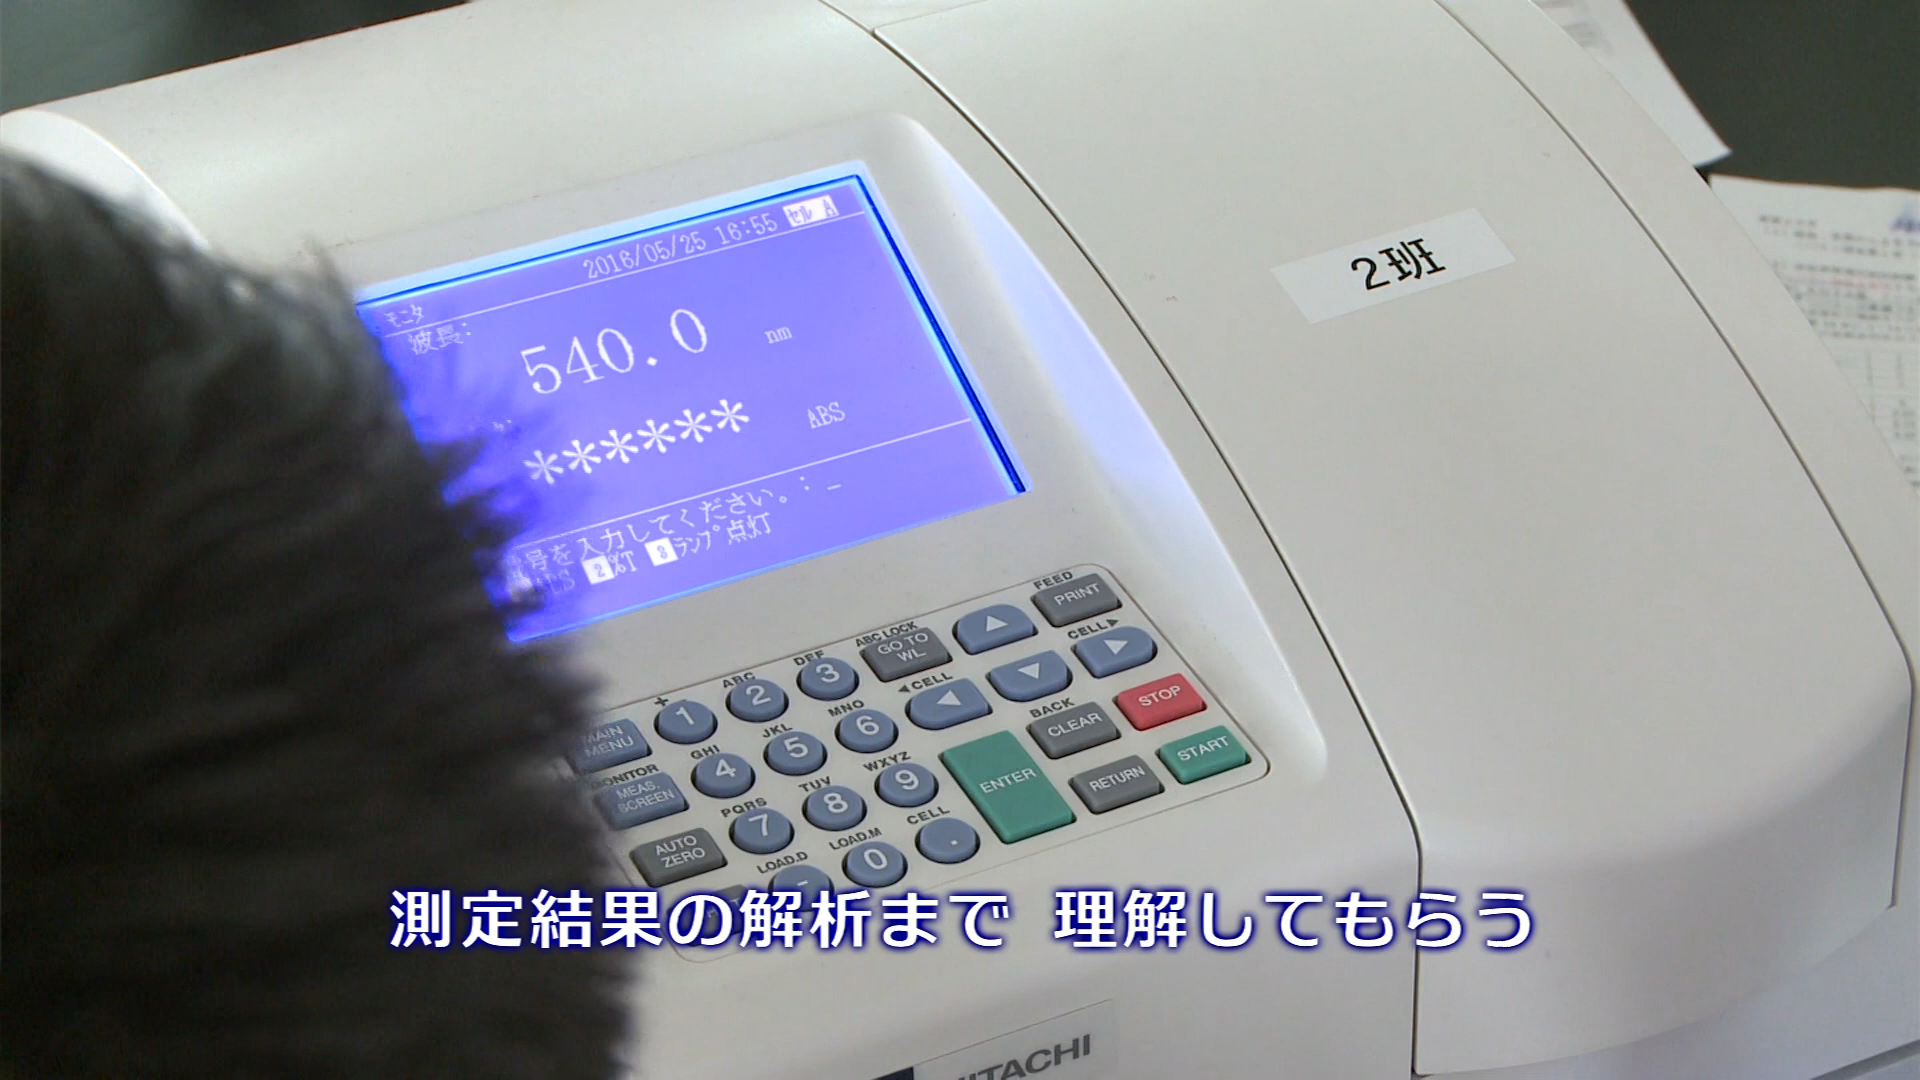 2016/05/25 16:55 セル A
モニタ
波長:
540.0 nm
****** ABS
号を入力してください。: _
2 %T 3 ランプ点灯
2班
FEED
PRINT
ABC LOCK
GO TO WL
CELL▶
◀CELL
DEF
3
ABC
2
+
1
MAIN MENU
MNO
6
JKL
5
GHI
4
MEAS. SCREEN
BACK
CLEAR
STOP
WXYZ
9
TUV
8
PQRS
7
AUTO ZERO
ENTER
RETURN
START
CELL
.
LOAD.M
0
LOAD.D
-
測定結果の解析まで 理解してもらう
HITACHI